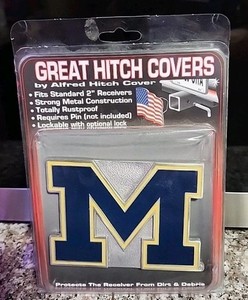 GREAT HITCH COVERS
by Alfred Hitch Cover
• Fits Standard 2" Receivers
• Strong Metal Construction
• Totally Rustproof
• Requires Pin (not included)
• Lockable with optional lock
M
Protects The Receiver From Dirt & Debris